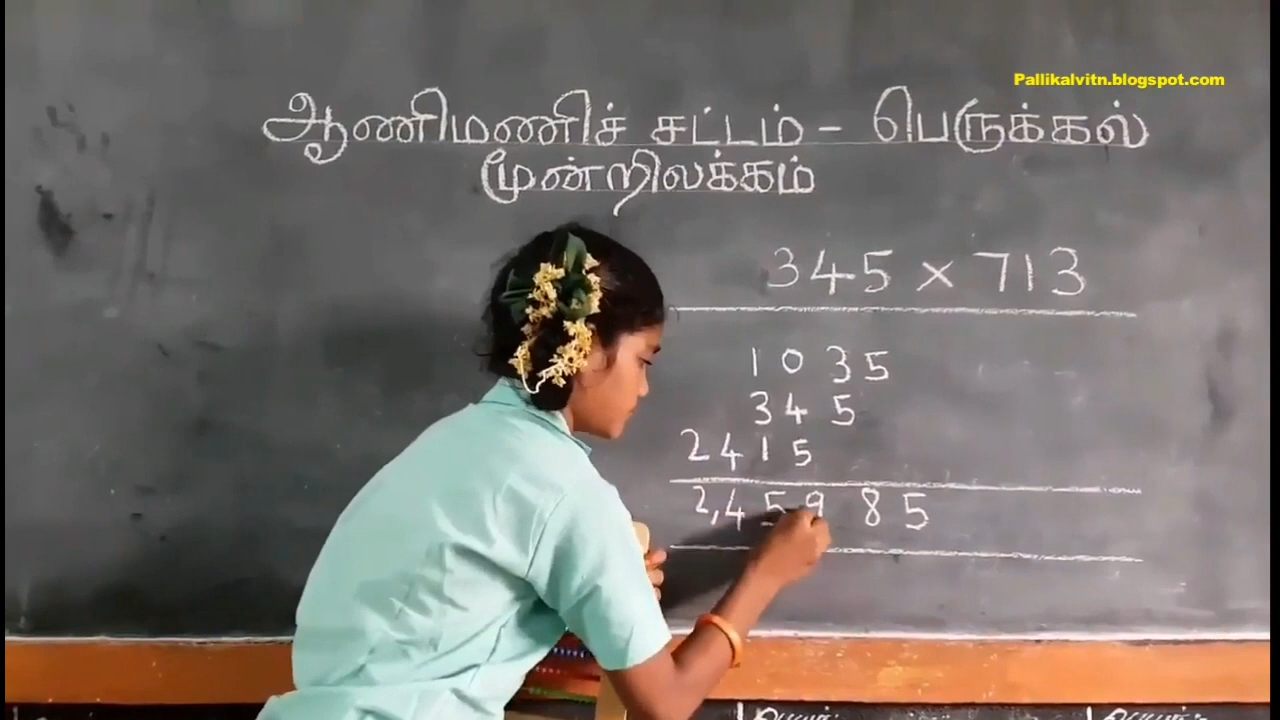 Pallikalvitn.blogspot.com
ஆணிமணிச் சட்டம் - பெருக்கல்
மூன்றிலக்கம்
345 × 713
1035
345
2415
2,45985